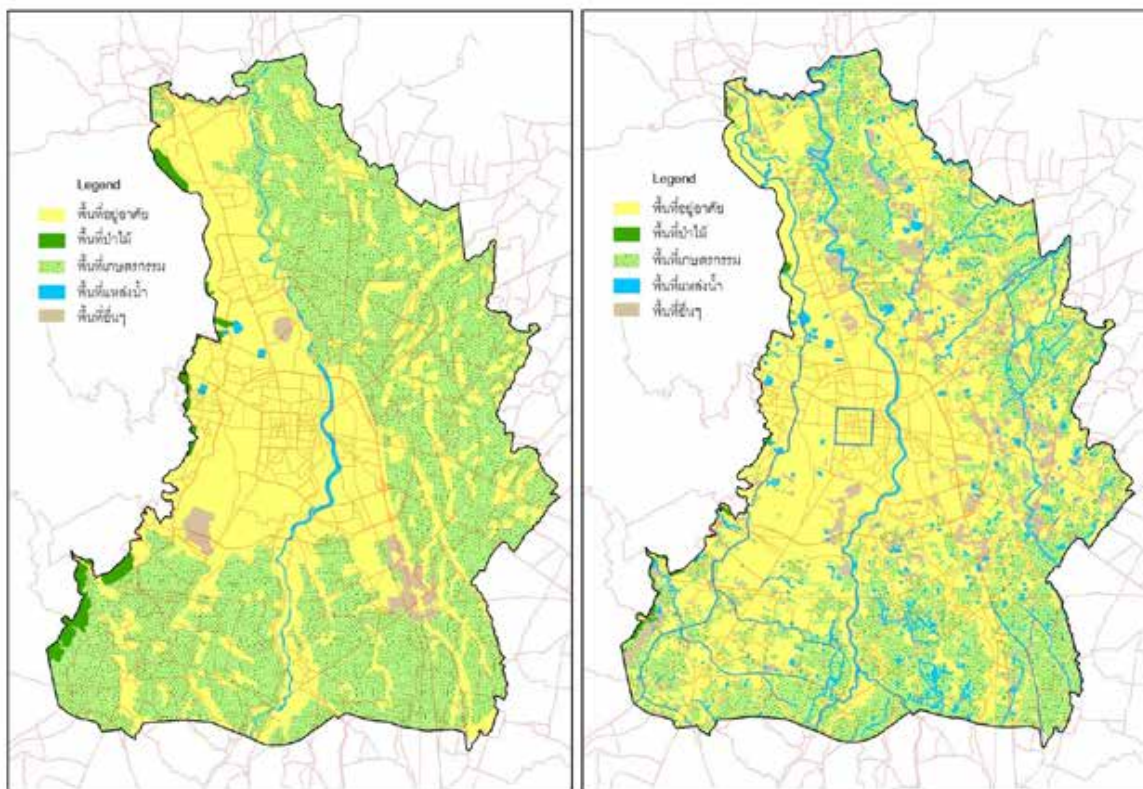 Legend
พื้นที่อยู่อาศัย
พื้นที่ป่าไม้
พื้นที่เกษตรกรรม
พื้นที่แหล่งน้ำ
พื้นที่อื่นๆ
Legend
พื้นที่อยู่อาศัย
พื้นที่ป่าไม้
พื้นที่เกษตรกรรม
พื้นที่แหล่งน้ำ
พื้นที่อื่นๆ